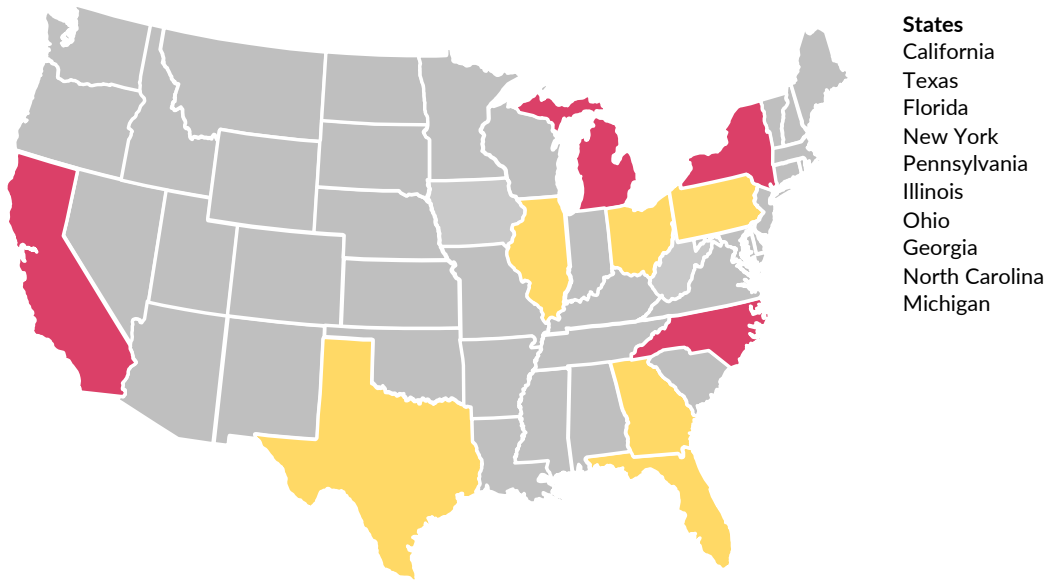 States
California
Texas
Florida
New York
Pennsylvania
Illinois
Ohio
Georgia
North Carolina
Michigan